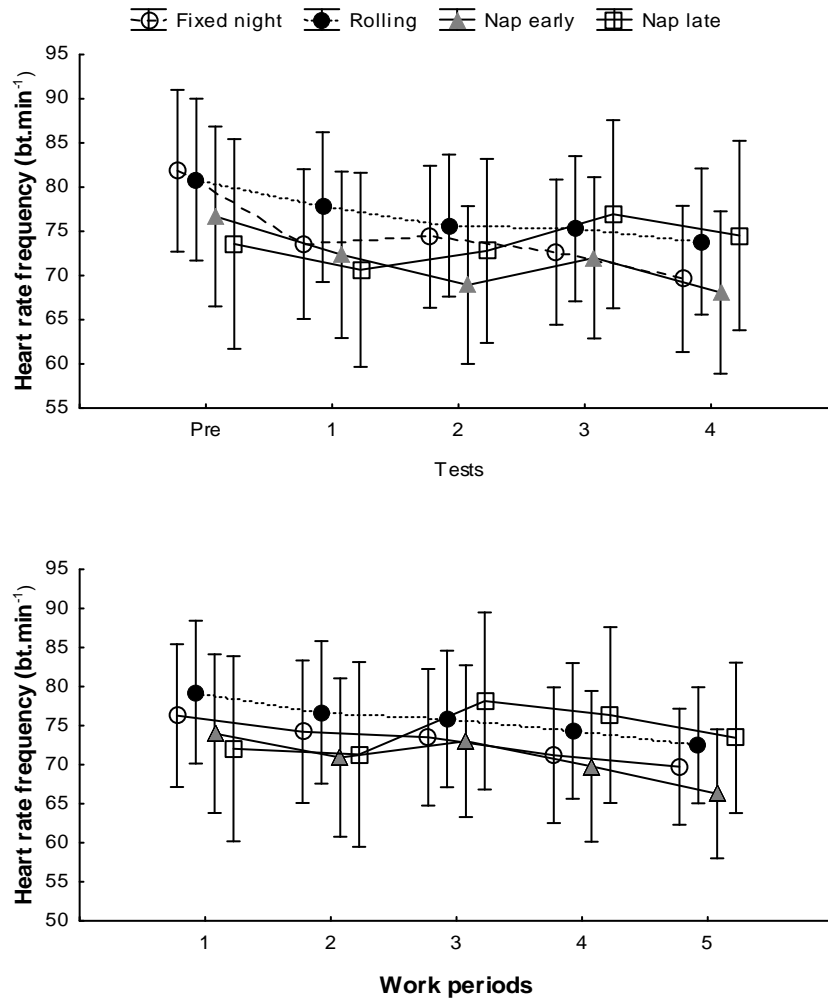 Fixed night Rolling Nap early Nap late
Heart rate frequency (bt.min⁻¹)
95
90
85
80
75
70
65
60
55
Pre 1 2 3 4
Tests
Heart rate frequency (bt.min⁻¹)
95
90
85
80
75
70
65
60
55
50
1 2 3 4 5
Work periods